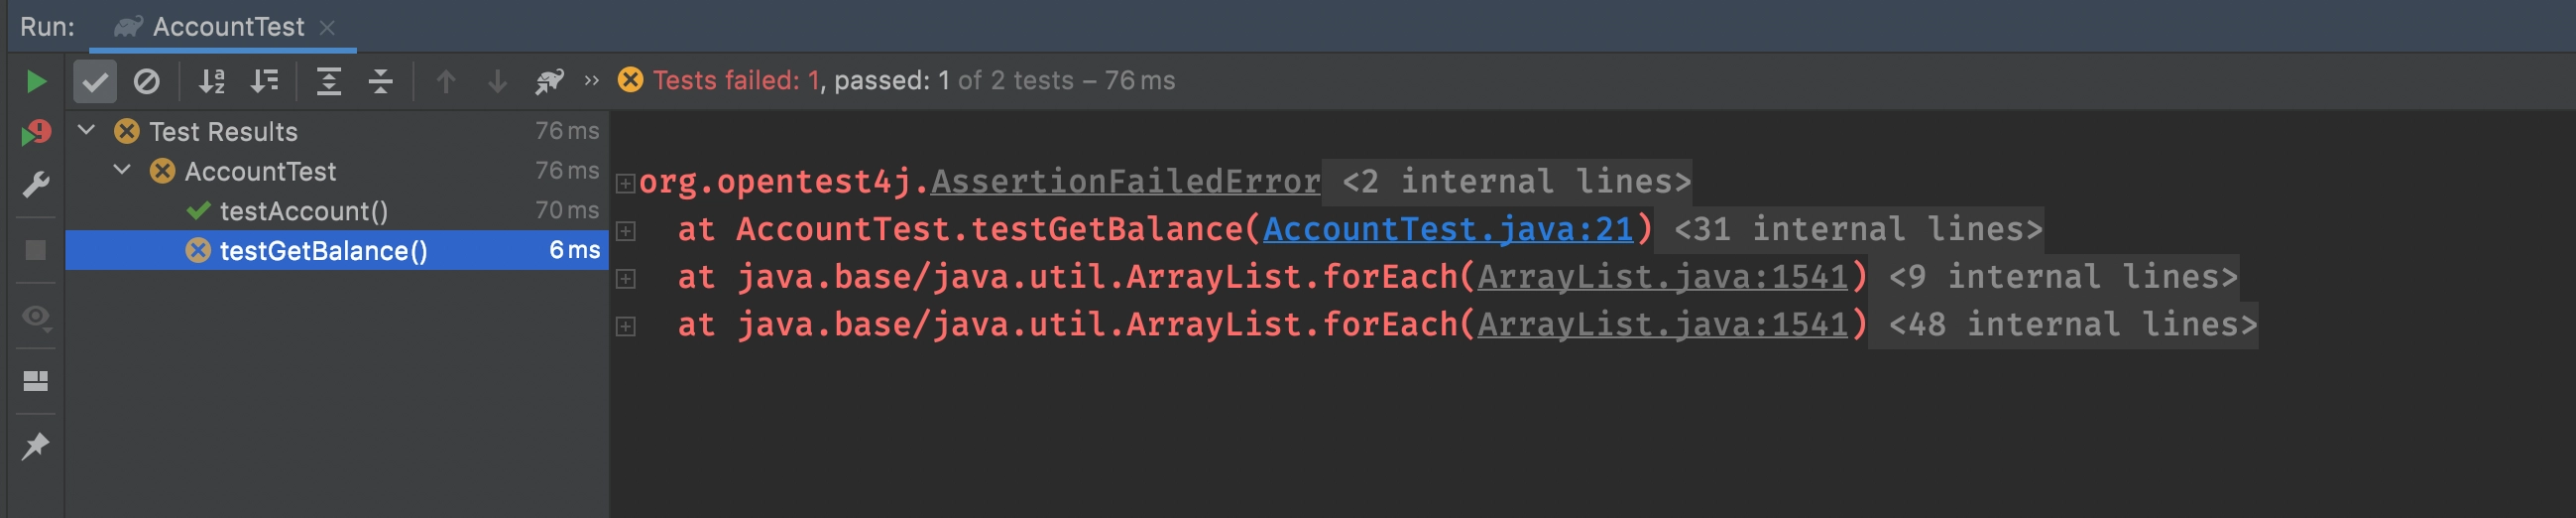 Run: AccountTest
Tests failed: 1, passed: 1 of 2 tests – 76 ms
Test Results 76 ms
AccountTest 76 ms
testAccount() 70 ms
testGetBalance() 6 ms
org.opentest4j.AssertionFailedError <2 internal lines>
at AccountTest.testGetBalance(AccountTest.java:21) <31 internal lines>
at java.base/java.util.ArrayList.forEach(ArrayList.java:1541) <9 internal lines>
at java.base/java.util.ArrayList.forEach(ArrayList.java:1541) <48 internal lines>